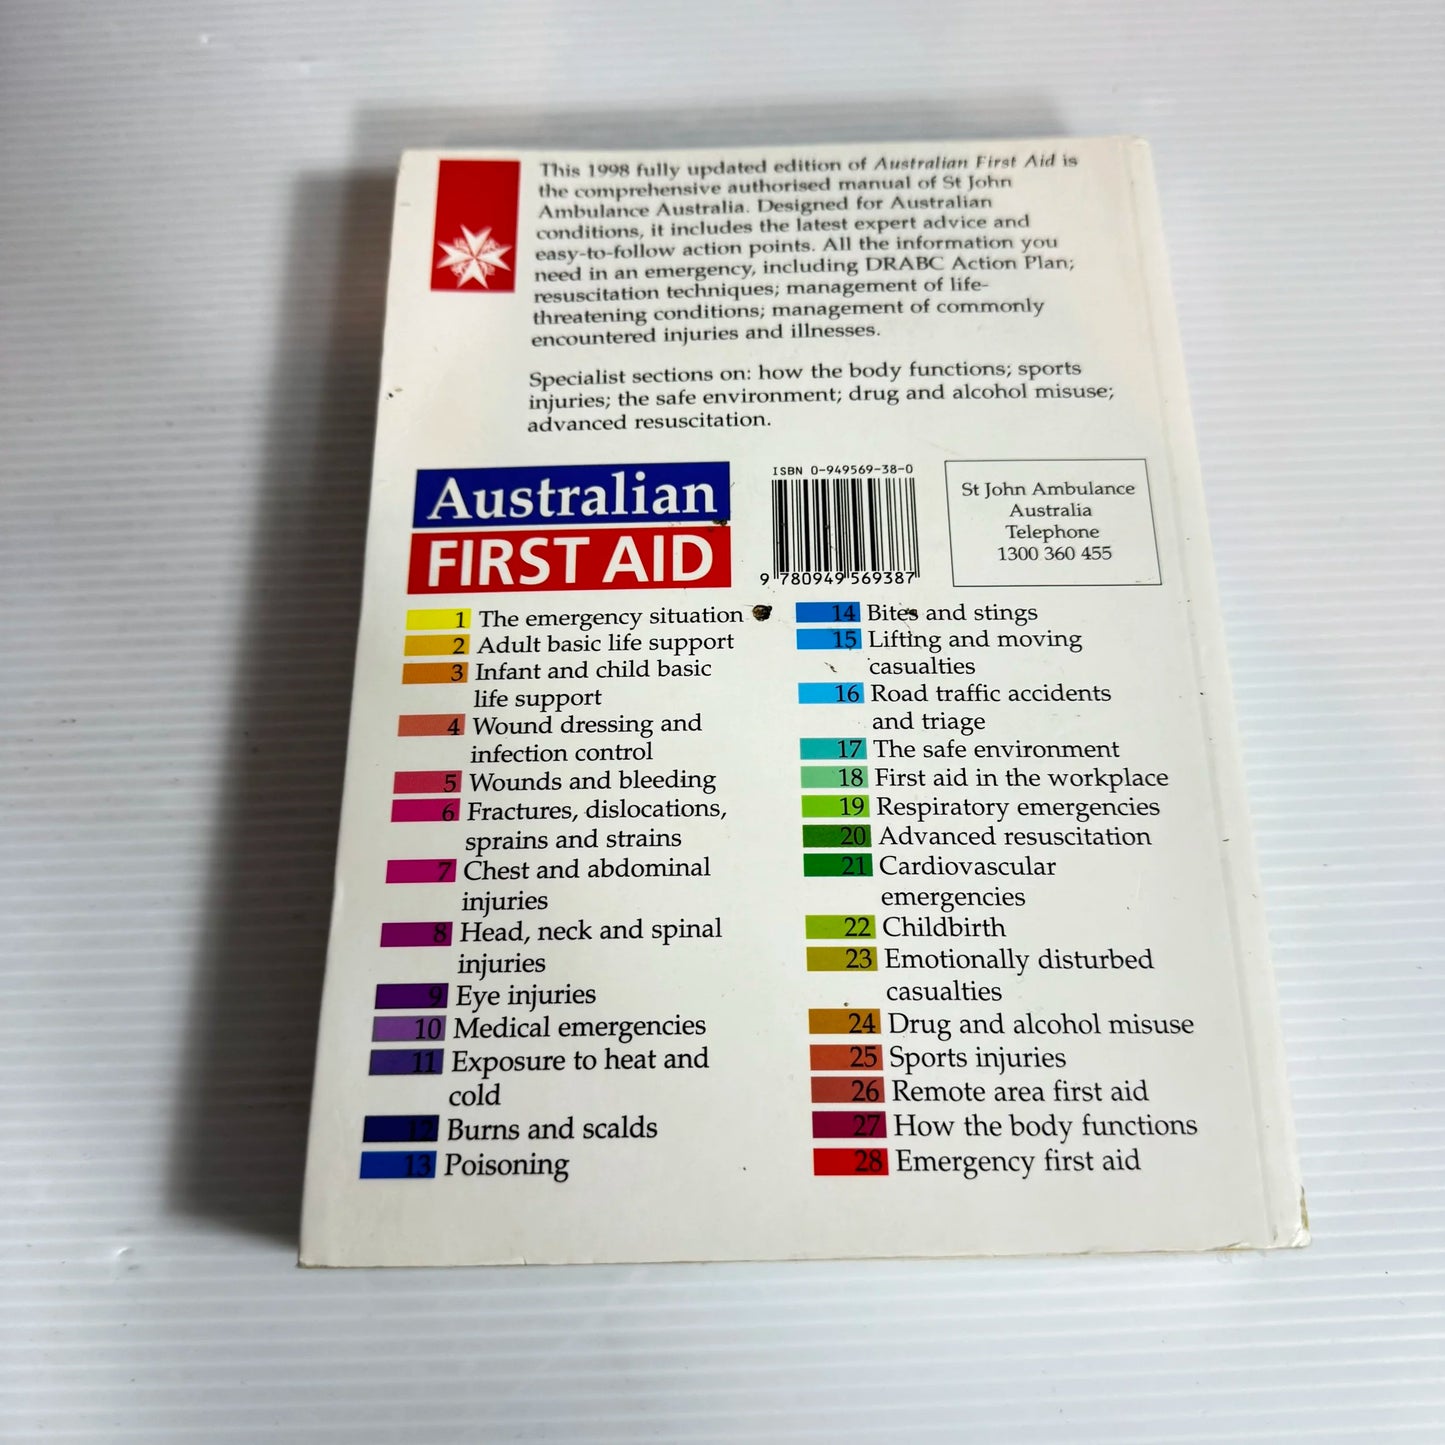 This 1998 fully updated edition of Australian First Aid is
the comprehensive authorised manual of St John
Ambulance Australia. Designed for Australian
conditions, it includes the latest expert advice and
easy-to-follow action points. All the information you
need in an emergency, including DRABC Action Plan;
resuscitation techniques; management of life-
threatening conditions; management of commonly
encountered injuries and illnesses.
Specialist sections on: how the body functions; sports
injuries; the safe environment; drug and alcohol misuse;
advanced resuscitation.
Australian
FIRST AID
ISBN 0-949569-38-0
9 780949 569387
St John Ambulance
Australia
Telephone
1300 360 455
1 The emergency situation
2 Adult basic life support
3 Infant and child basic
life support
4 Wound dressing and
infection control
5 Wounds and bleeding
6 Fractures, dislocations,
sprains and strains
7 Chest and abdominal
injuries
8 Head, neck and spinal
injuries
9 Eye injuries
10 Medical emergencies
11 Exposure to heat and
cold
12 Burns and scalds
13 Poisoning
14 Bites and stings
15 Lifting and moving
casualties
16 Road traffic accidents
and triage
17 The safe environment
18 First aid in the workplace
19 Respiratory emergencies
20 Advanced resuscitation
21 Cardiovascular
emergencies
22 Childbirth
23 Emotionally disturbed
casualties
24 Drug and alcohol misuse
25 Sports injuries
26 Remote area first aid
27 How the body functions
28 Emergency first aid